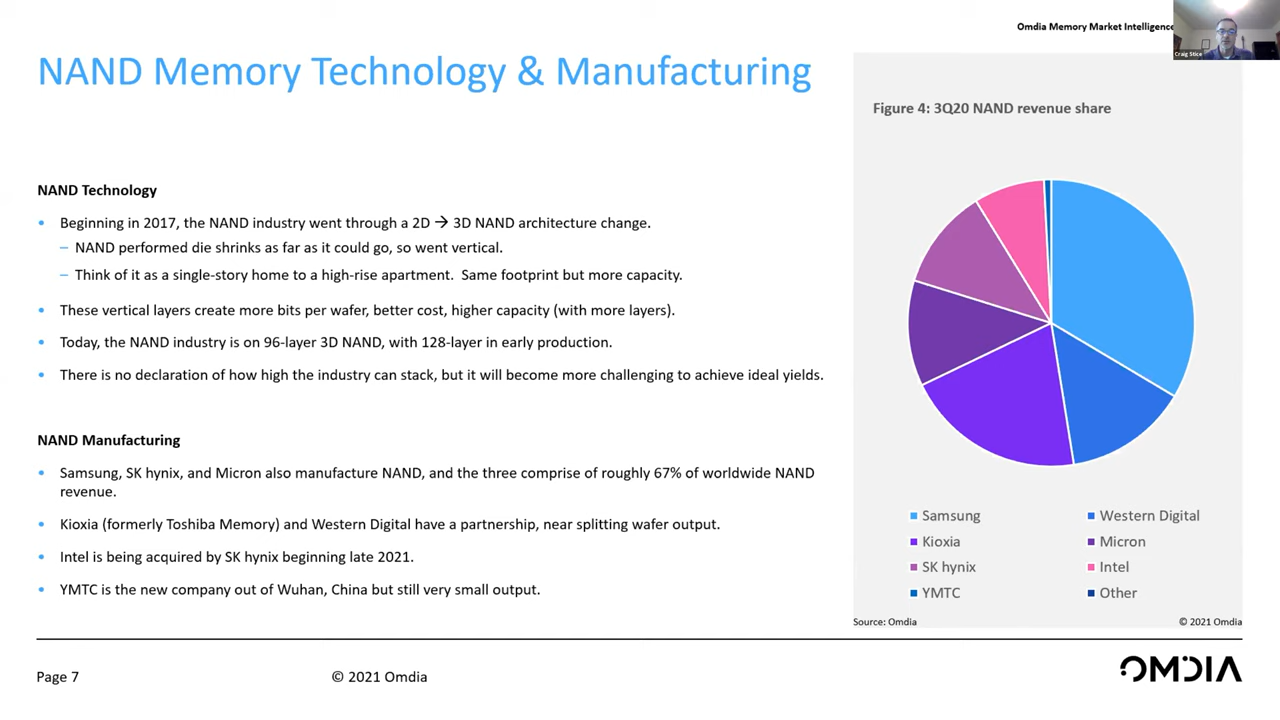 Omdia Memory Market Intelligence
Craig Stice
NAND Memory Technology & Manufacturing
NAND Technology
• Beginning in 2017, the NAND industry went through a 2D → 3D NAND architecture change.
– NAND performed die shrinks as far as it could go, so went vertical.
– Think of it as a single-story home to a high-rise apartment. Same footprint but more capacity.
• These vertical layers create more bits per wafer, better cost, higher capacity (with more layers).
• Today, the NAND industry is on 96-layer 3D NAND, with 128-layer in early production.
• There is no declaration of how high the industry can stack, but it will become more challenging to achieve ideal yields.
NAND Manufacturing
• Samsung, SK hynix, and Micron also manufacture NAND, and the three comprise of roughly 67% of worldwide NAND
revenue.
• Kioxia (formerly Toshiba Memory) and Western Digital have a partnership, near splitting wafer output.
• Intel is being acquired by SK hynix beginning late 2021.
• YMTC is the new company out of Wuhan, China but still very small output.
Figure 4: 3Q20 NAND revenue share
Samsung
Western Digital
Kioxia
Micron
SK hynix
Intel
YMTC
Other
Source: Omdia
© 2021 Omdia
Page 7
© 2021 Omdia
OMDIA